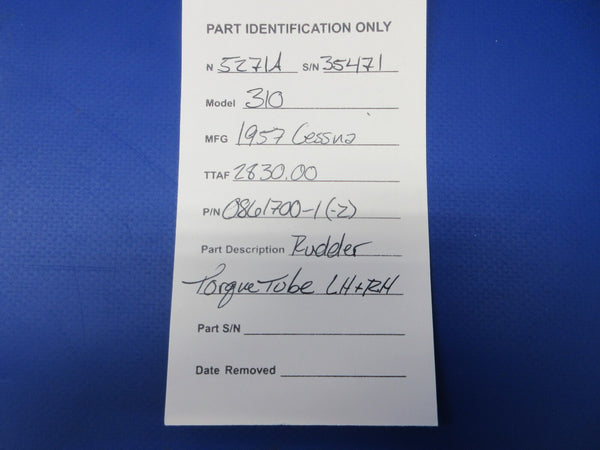 PART IDENTIFICATION ONLY
N 5271A S/N 35471
Model 310
MFG 1957 Cessna
TTAF 2830.00
P/N 0861700-1(-2)
Part Description Rudder
Torque Tube LH+RH
Part S/N
Date Removed